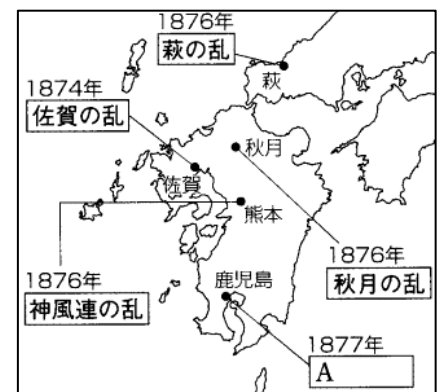 1876年
萩の乱
萩
1874年
佐賀の乱
秋月
佐賀
熊本
1876年
神風連の乱
1876年
秋月の乱
鹿児島
1877年
A